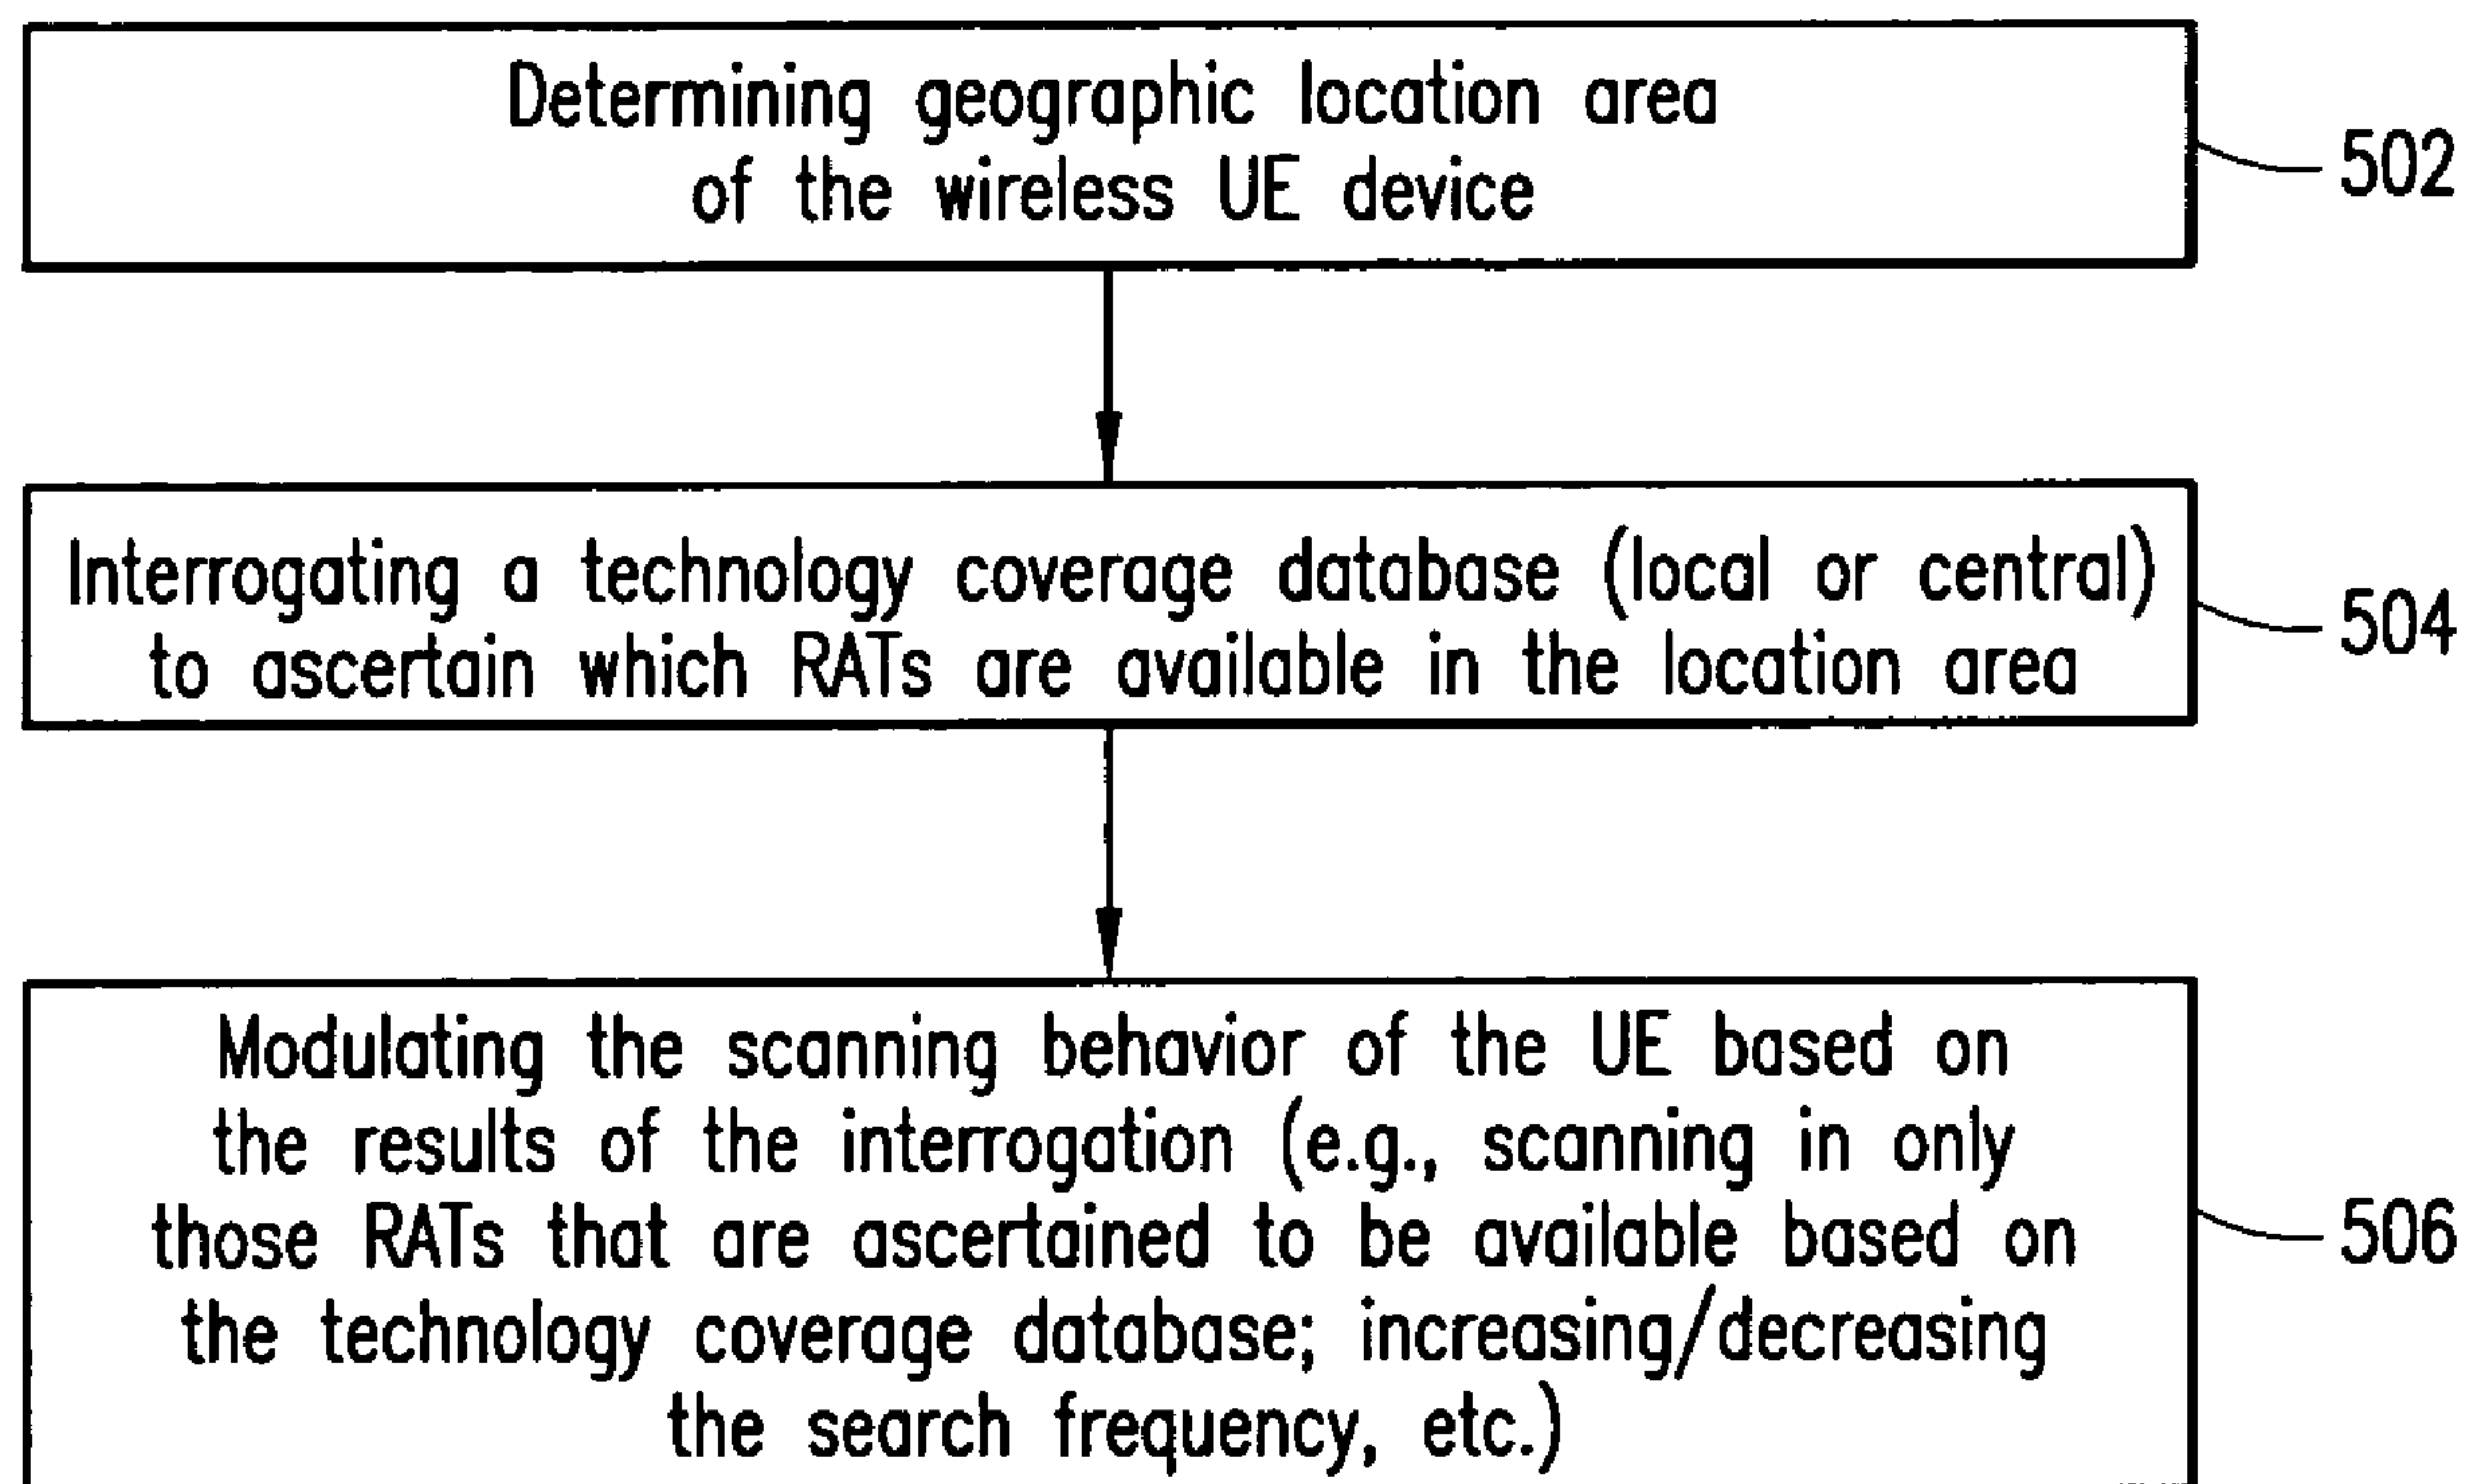 Determining geographic location area
of the wireless UE device
502
Interrogating a technology coverage database (local or central)
to ascertain which RATs are available in the location area
504
Modulating the scanning behavior of the UE based on
the results of the interrogation (e.g., scanning in only
those RATs that are ascertained to be available based on
the technology coverage database; increasing/decreasing
the search frequency, etc.)
506